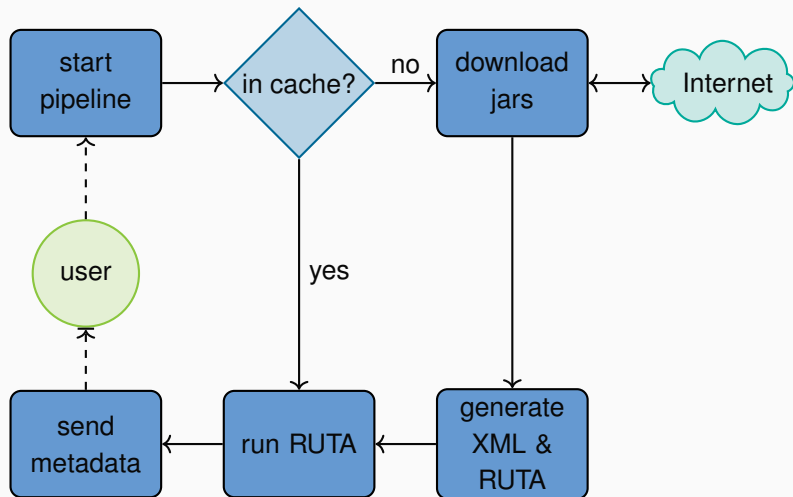 start
pipeline
in cache?
no
download
jars
Internet
user
yes
send
metadata
run RUTA
generate
XML &
RUTA